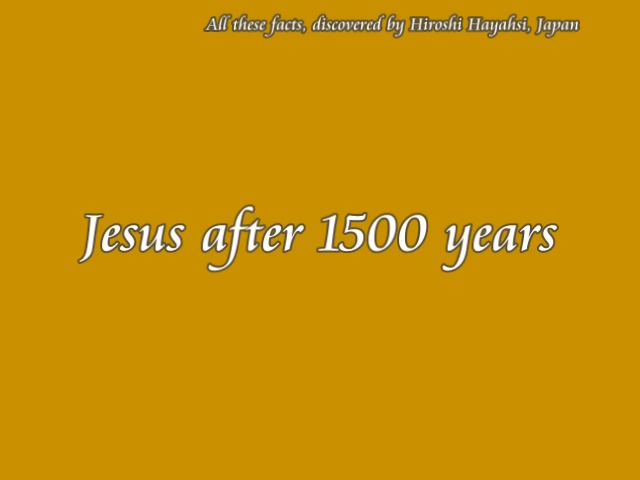 All these facts, discovered by Hiroshi Hayahsi, Japan
Jesus after 1500 years